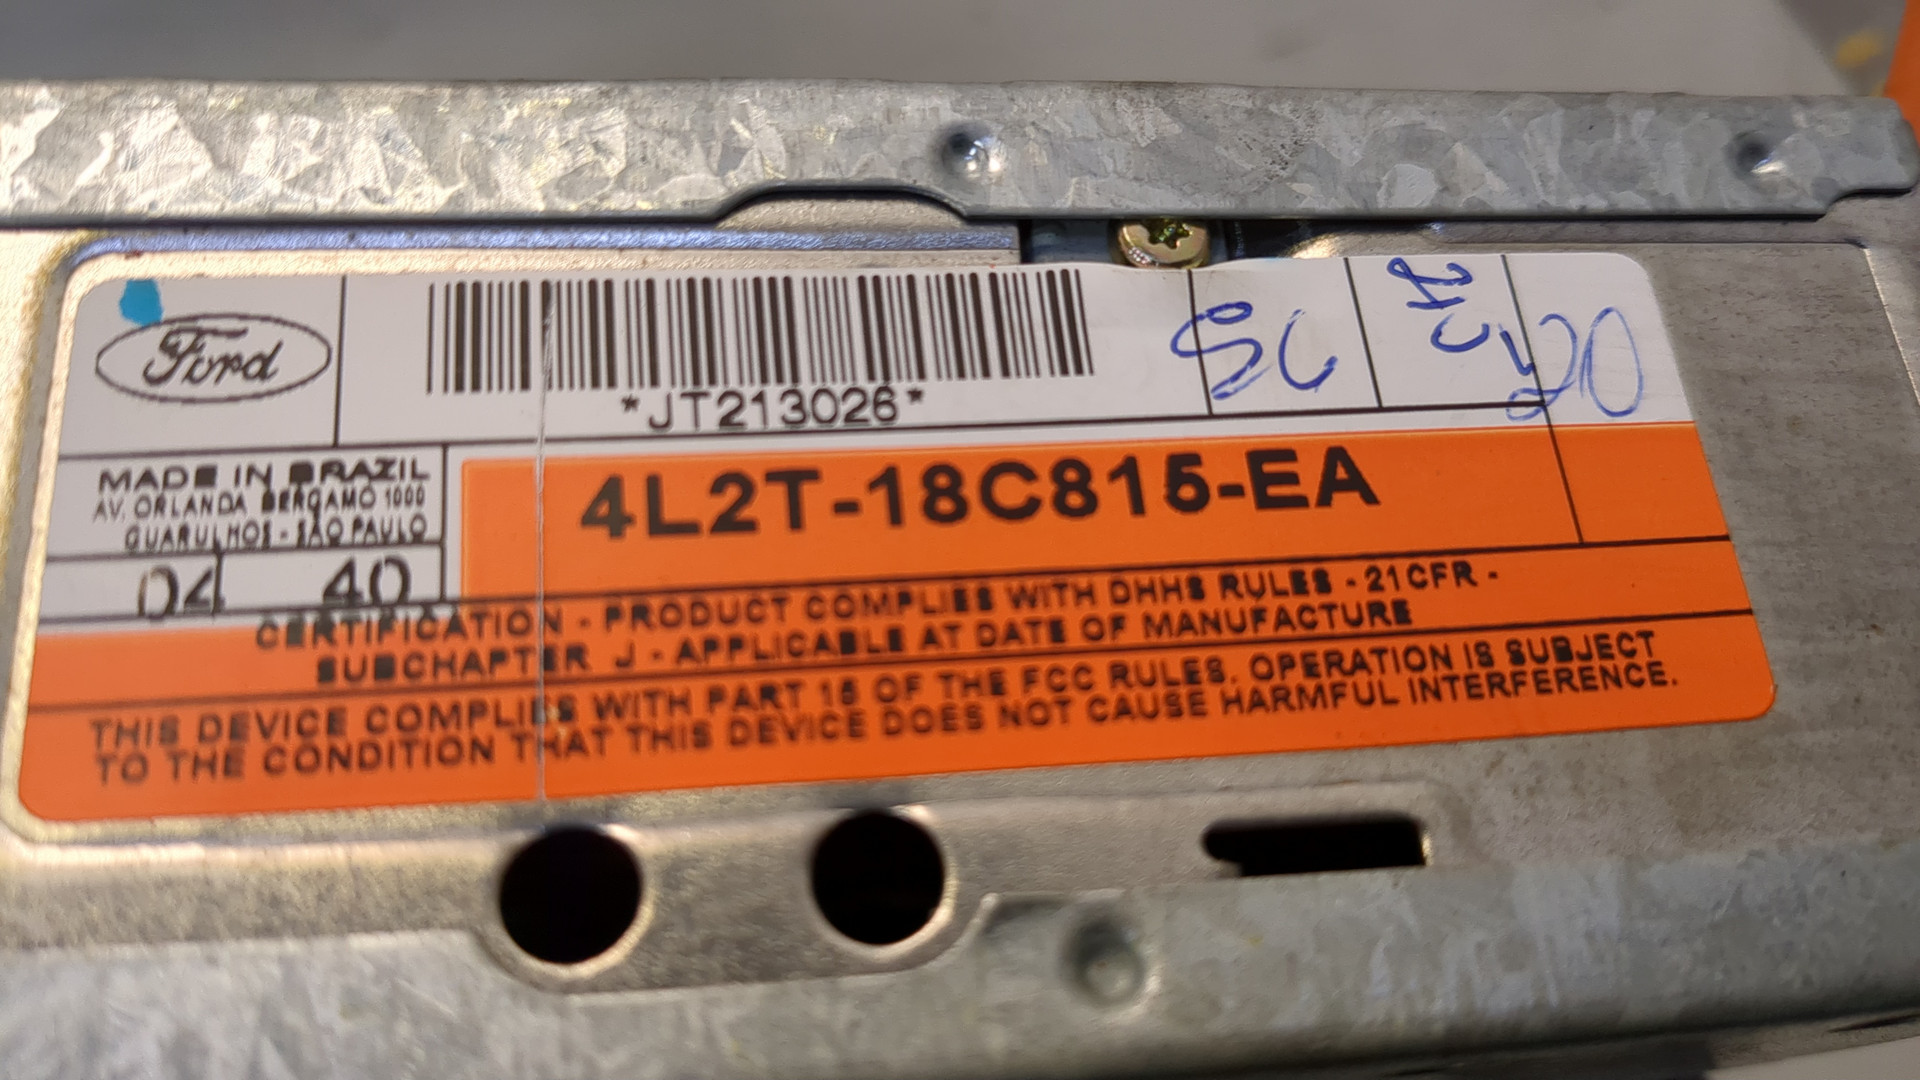 Ford
*JT213026*
MADE IN BRAZIL
AV. ORLANDA BERGAMO 1000
GUARULHOS - SÃO PAULO
04 40
4L2T-18C815-EA
CERTIFICATION - PRODUCT COMPLIES WITH DHHS RULES - 21CFR -
SUBCHAPTER J - APPLICABLE AT DATE OF MANUFACTURE
THIS DEVICE COMPLIES WITH PART 15 OF THE FCC RULES. OPERATION IS SUBJECT
TO THE CONDITION THAT THIS DEVICE DOES NOT CAUSE HARMFUL INTERFERENCE.